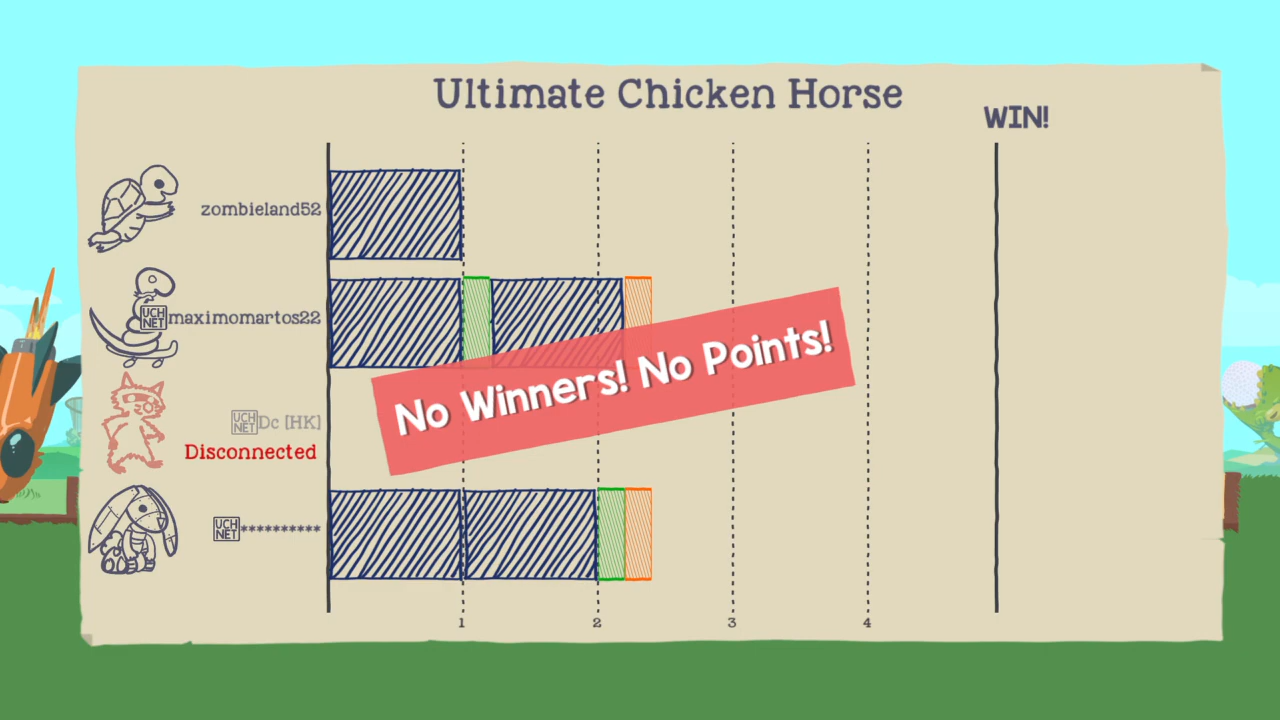 Ultimate Chicken Horse
WIN!
zombieland52
UCH NET maximomartos22
No Winners! No Points!
UCH NET Dc [HK]
Disconnected
UCH NET **********
1 2 3 4